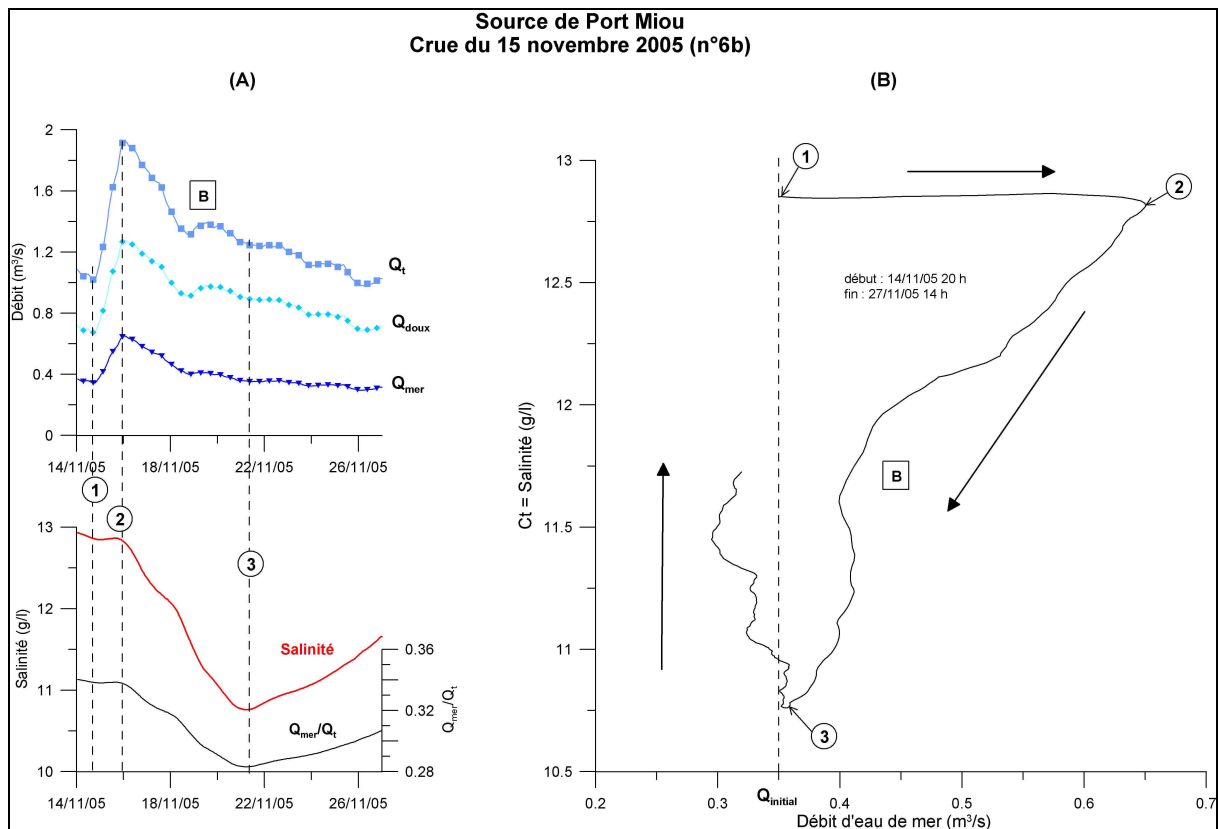 Source de Port Miou
Crue du 15 novembre 2005 (n°6b)
(A)
Débit (m³/s)
2
1.6
1.2
0.8
0.4
0
B
Qt
Qdoux
Qmer
14/11/05 18/11/05 22/11/05 26/11/05
1
2
3
Salinité (g/l)
13
12
11
10
Salinité
Qmer/Qt
0.36
0.32
0.28
Qmer/Qt
14/11/05 18/11/05 22/11/05 26/11/05
(B)
Ct = Salinité (g/l)
13
12.5
12
11.5
11
10.5
1
2
début : 14/11/05 20 h
fin : 27/11/05 14 h
B
3
Qinitial
0.2 0.3 0.4 0.5 0.6 0.7
Débit d'eau de mer (m³/s)